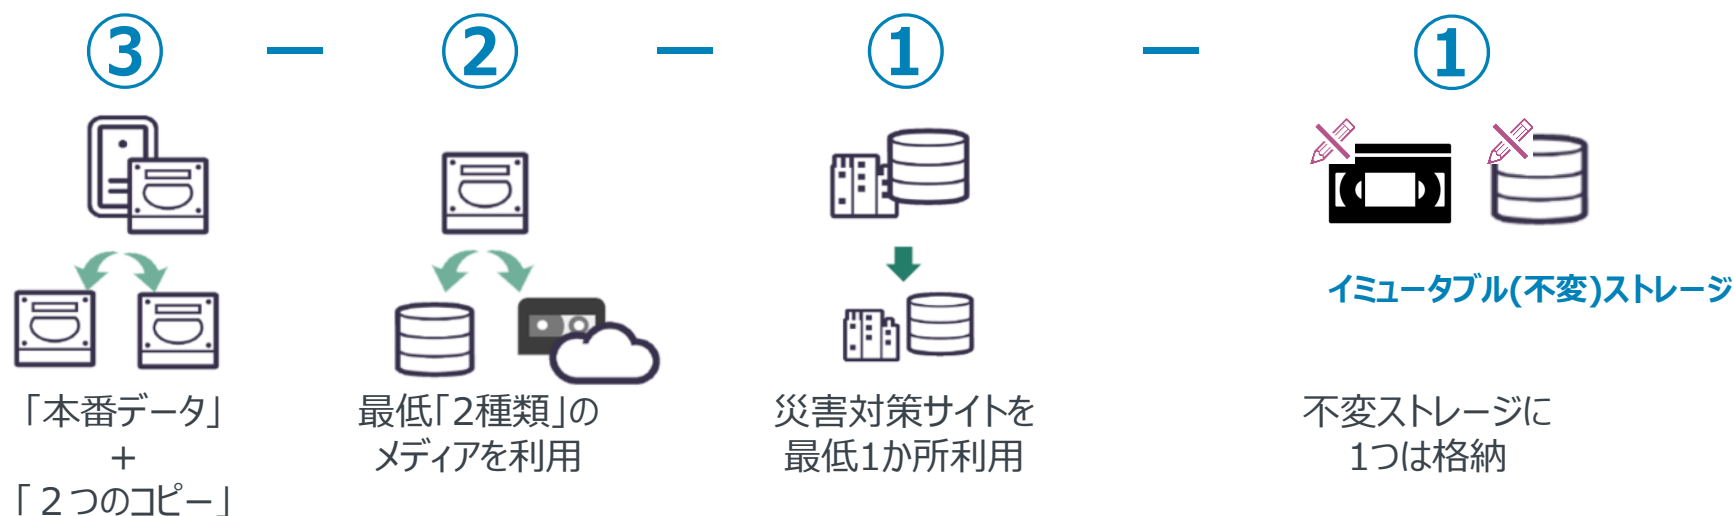 ③ － ② － ① － ①
イミュータブル(不変)ストレージ
「本番データ」
+
「２つのコピー」
最低「2種類」の
メディアを利用
災害対策サイトを
最低1か所利用
不変ストレージに
1つは格納